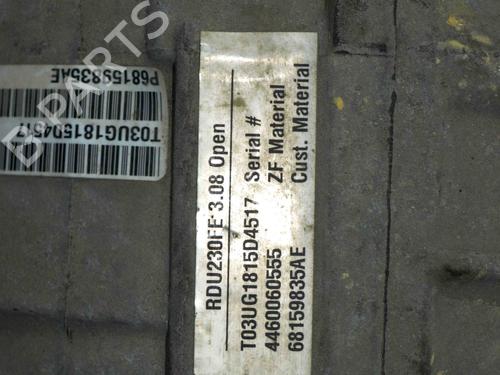 P68159835AE
T03UG1815D4517
RDU230FE 3.08 Open
T03UG1815D4517 Serial #
4460060555 ZF Material
68159835AE Cust. Material
B PARTS